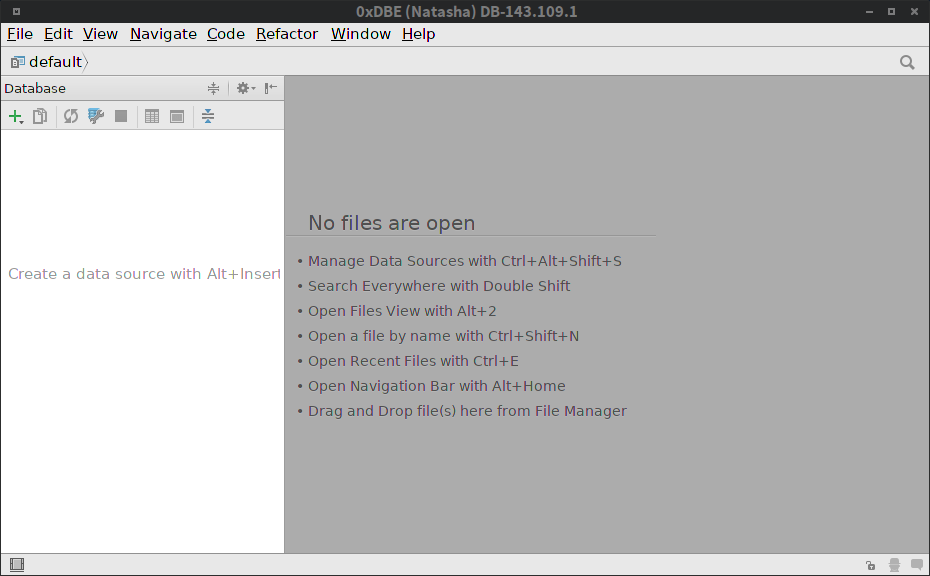 0xDBE (Natasha) DB-143.109.1
File Edit View Navigate Code Refactor Window Help
default
Database
Create a data source with Alt+Insert
No files are open
• Manage Data Sources with Ctrl+Alt+Shift+S
• Search Everywhere with Double Shift
• Open Files View with Alt+2
• Open a file by name with Ctrl+Shift+N
• Open Recent Files with Ctrl+E
• Open Navigation Bar with Alt+Home
• Drag and Drop file(s) here from File Manager